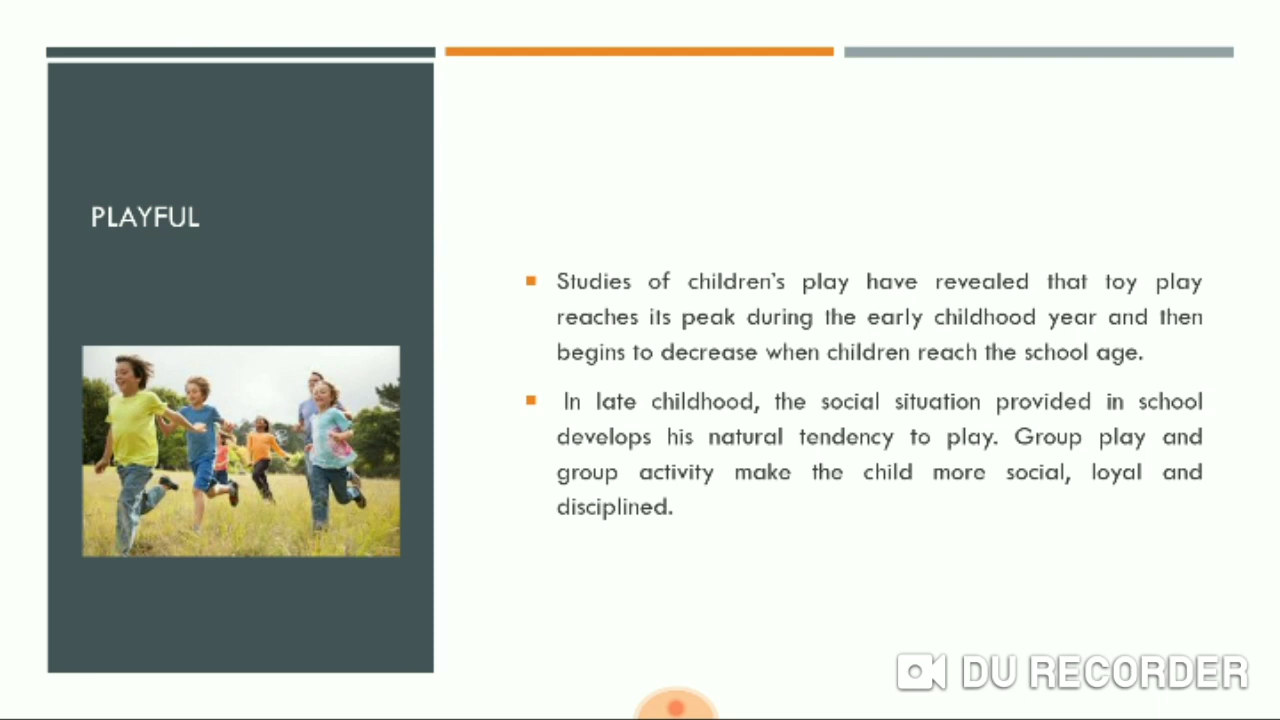 PLAYFUL
Studies of children's play have revealed that toy play
reaches its peak during the early childhood year and then
begins to decrease when children reach the school age.
In late childhood, the social situation provided in school
develops his natural tendency to play. Group play and
group activity make the child more social, loyal and
disciplined.
DU RECORDER